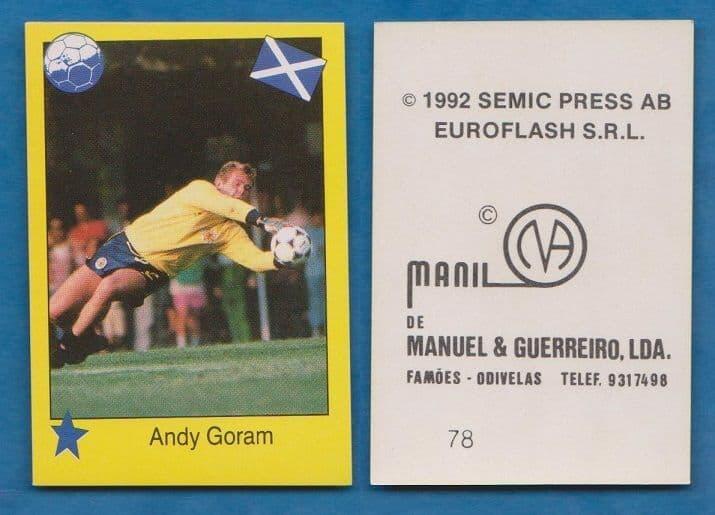 Andy Goram
© 1992 SEMIC PRESS AB
EUROFLASH S.R.L.
©
MANIL
DE
MANUEL & GUERREIRO, LDA.
FAMÕES - ODIVELAS TELEF. 9317498
78